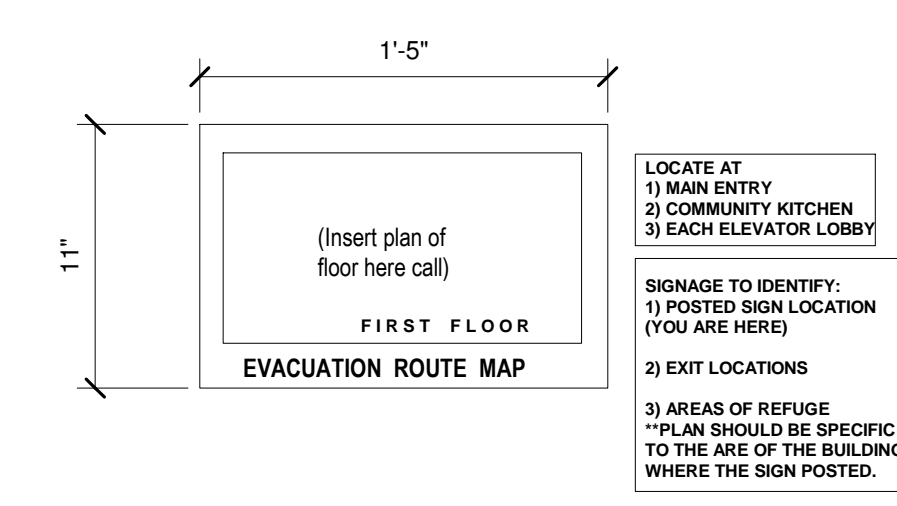 1'-5"
11"
(Insert plan of
floor here call)
FIRST FLOOR
EVACUATION ROUTE MAP
LOCATE AT
1) MAIN ENTRY
2) COMMUNITY KITCHEN
3) EACH ELEVATOR LOBBY
SIGNAGE TO IDENTIFY:
1) POSTED SIGN LOCATION
(YOU ARE HERE)
2) EXIT LOCATIONS
3) AREAS OF REFUGE
**PLAN SHOULD BE SPECIFIC
TO THE ARE OF THE BUILDING
WHERE THE SIGN POSTED.